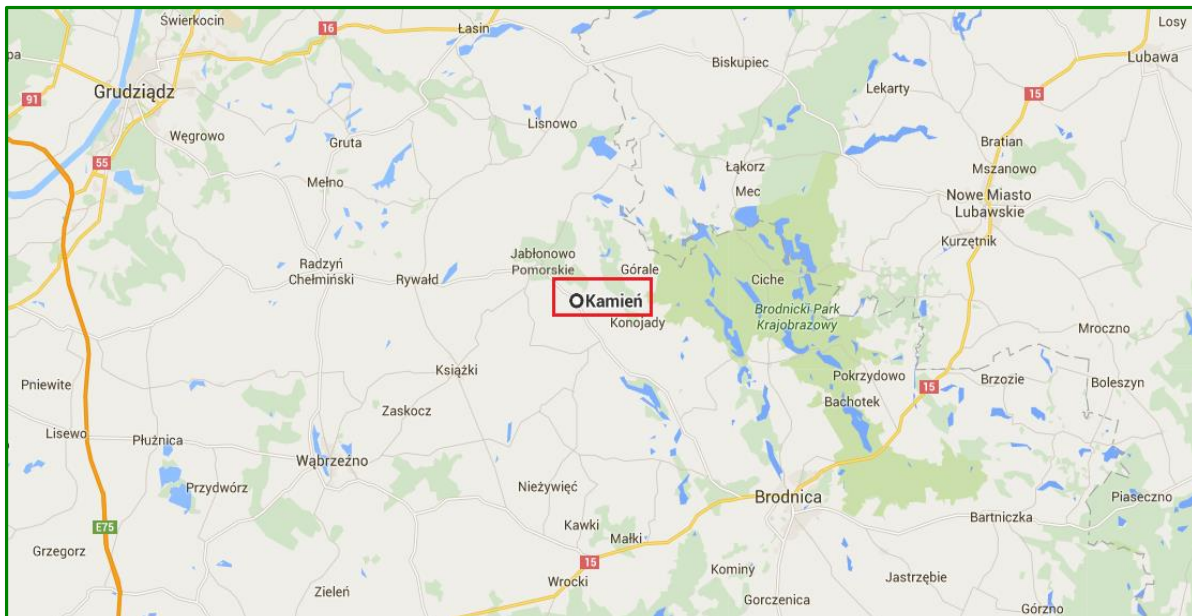 Świerkocin
16
Łasin
15
Losy
Lubawa
Biskupiec
Lekarty
Grudziądz
91
15
Węgrowo
Lisnowo
Gruta
Bratian
55
Łąkorz
Mszanowo
Mełno
Mec
Nowe Miasto
Lubawskie
Kurzętnik
Jabłonowo
Pomorskie
Radzyń
Chełmiński
Rywałd
Górale
Ciche
Kamień
Brodnicki Park
Krajobrazowy
Konojady
Mroczno
Książki
Pniewite
Pokrzydowo
15
Brzozie
Boleszyn
Zaskocz
Bachotek
Lisewo
Płużnica
Wąbrzeźno
Przydwórz
Nieżywięć
Brodnica
Piaseczno
E75
Kawki
Bartniczka
Małki
Grzegorz
15
Wrocki
Kominy
Jastrzębie
Zieleń
Gorczenica
Górzno